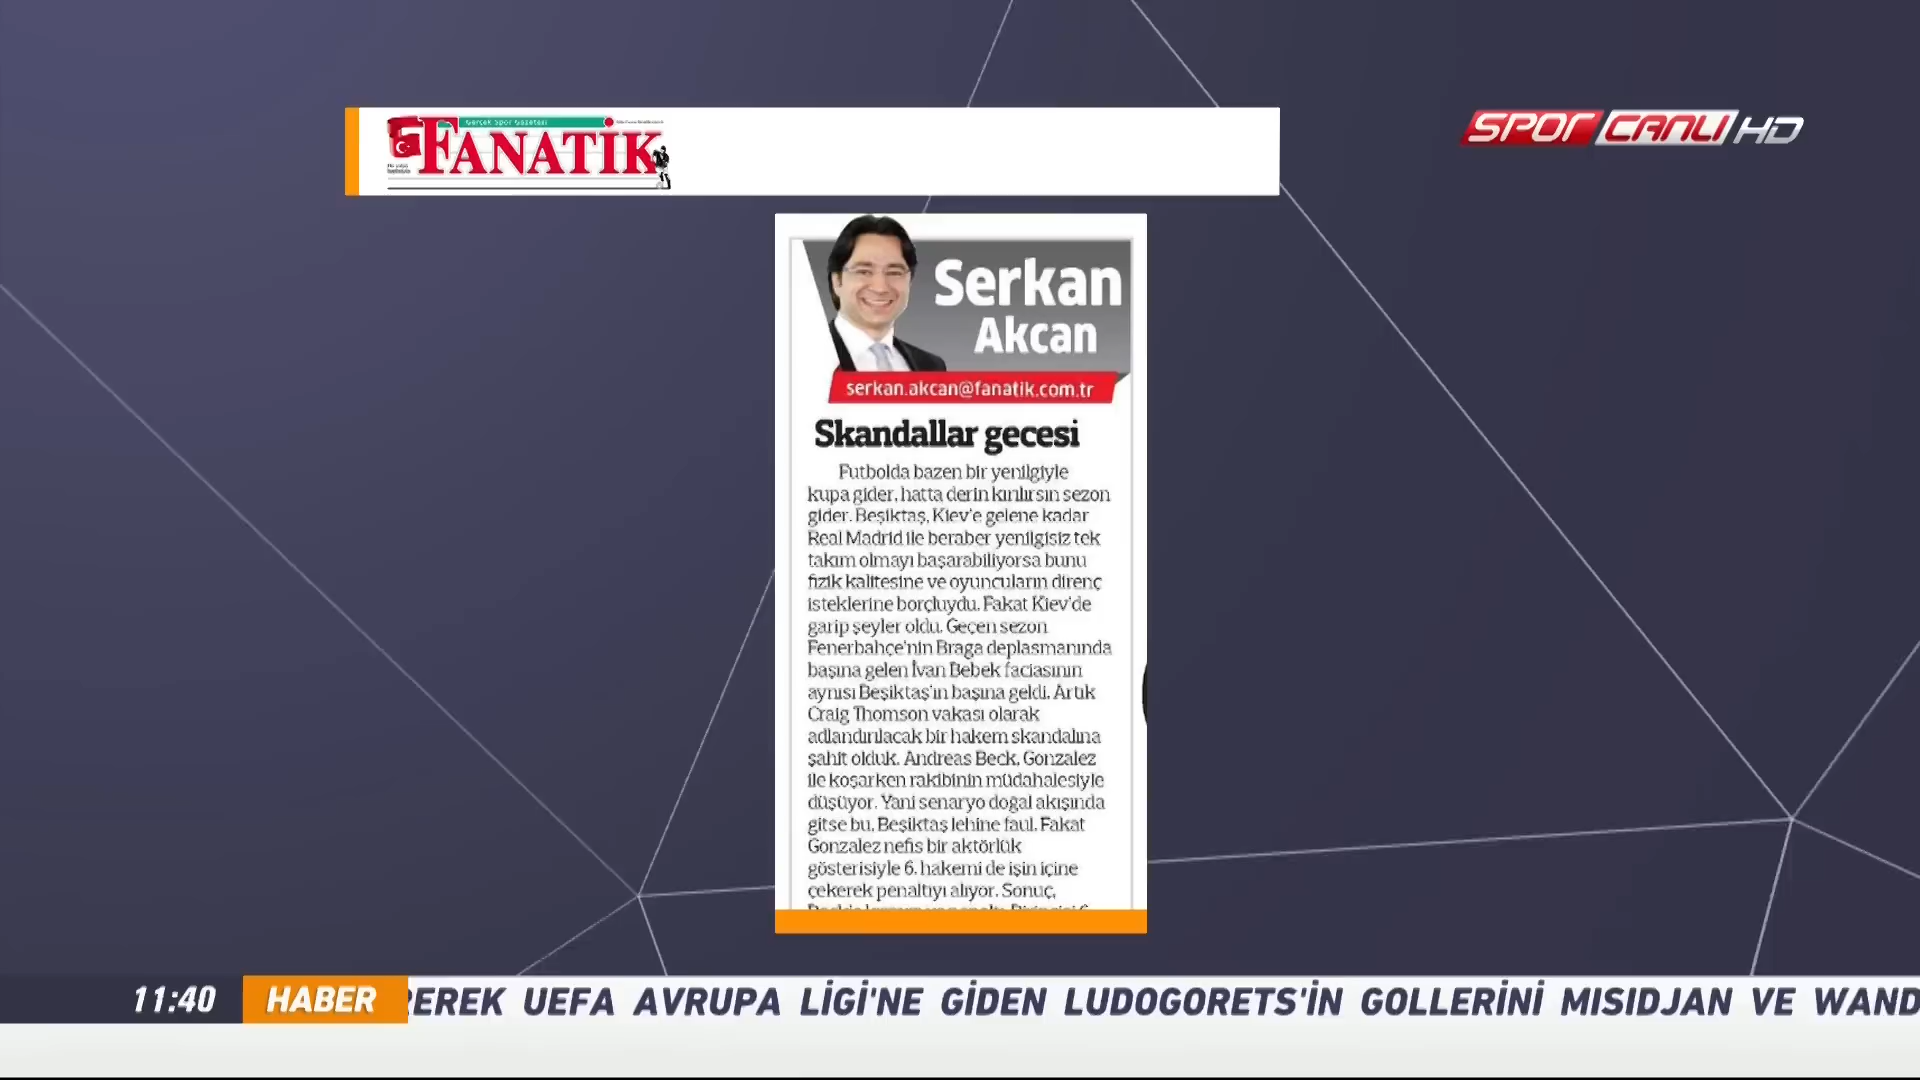 Gerçek Spor Gazetesi
FANATİK
SPOR CANLI HD
Serkan
Akcan
serkan.akcan@fanatik.com.tr
Skandallar gecesi
Futbolda bazen bir yenilgiyle
kupa gider, hatta derin kırılırsın sezon
gider. Beşiktaş, Kiev'e gelene kadar
Real Madrid ile beraber yenilgisiz tek
takım olmayı başarabiliyorsa bunu
fizik kalitesine ve oyuncuların direnç
isteklerine borçluydu. Fakat Kiev'de
garip şeyler oldu. Geçen sezon
Fenerbahçe'nin Braga deplasmanında
başına gelen İvan Bebek faciasının
aynısı Beşiktaş'ın başına geldi. Artık
Craig Thomson vakası olarak
adlandırılacak bir hakem skandalına
şahit olduk. Andreas Beck, Gonzalez
ile koşarken rakibinin müdahalesiyle
düşüyor. Yani senaryo doğal akışında
gitse bu, Beşiktaş lehine faul. Fakat
Gonzalez nefis bir aktörlük
gösterisiyle 6. hakemi de işin içine
çekerek penaltıyı alıyor. Sonuç,
11:40 HABER EREK UEFA AVRUPA LİGİ'NE GİDEN LUDOGORETS'İN GOLLERİNİ MISIDJAN VE WAND